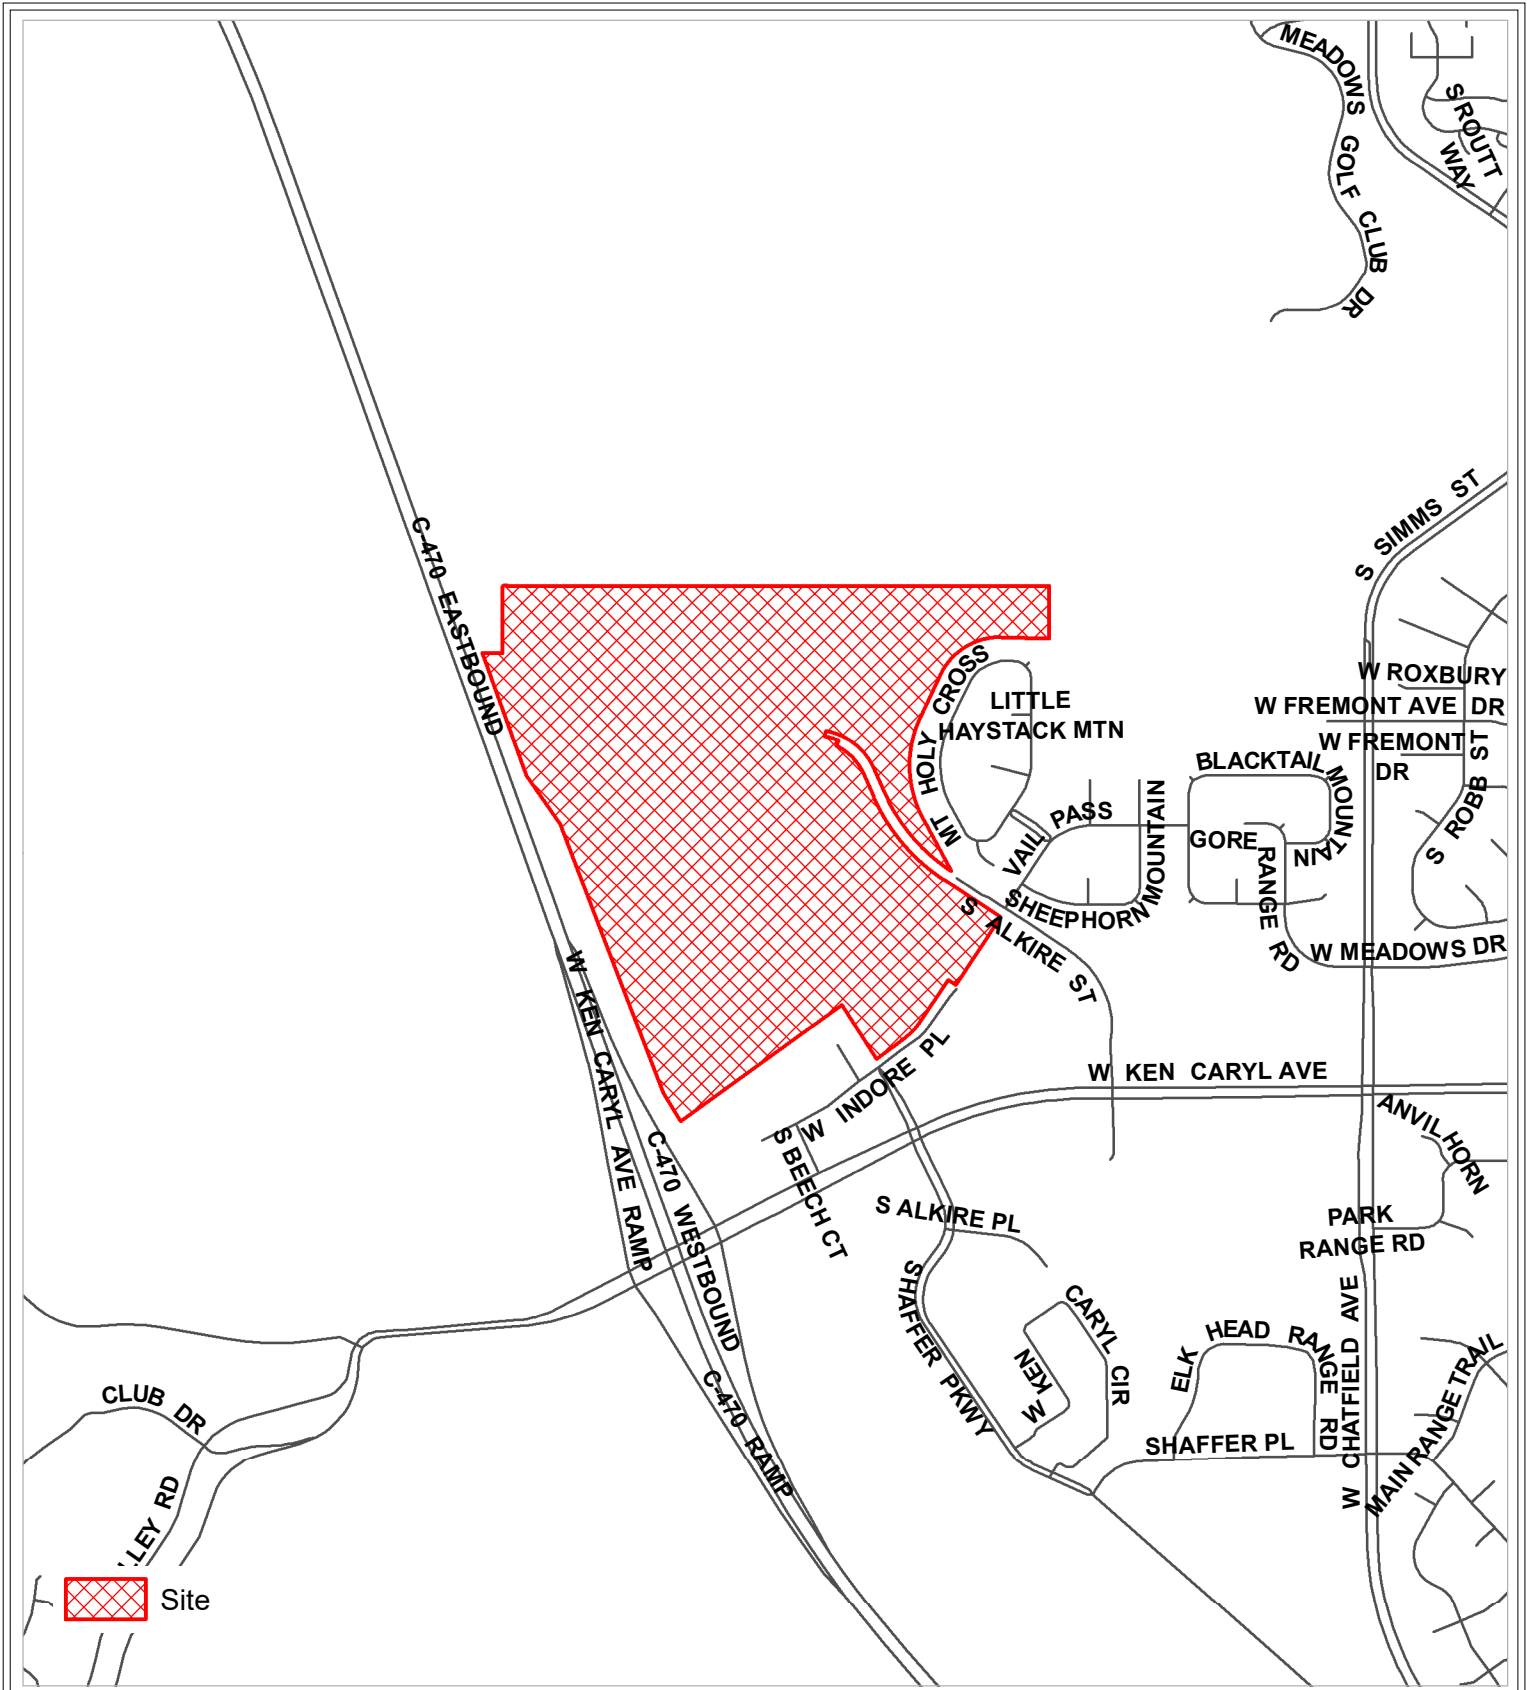 MEADOWS GOLF CLUB DR
S ROUTT
WAY
S SIMMS ST
C-470 EASTBOUND
MT HOLY CROSS
LITTLE
HAYSTACK MTN
W ROXBURY
DR
W FREMONT AVE
W FREMONT
DR
S ROBB ST
BLACKTAIL MOUNTAIN
VAIL PASS
GORE RANGE RD
SHEEPHORN MOUNTAIN
S ALKIRE ST
W MEADOWS DR
W KEN CARYL AVE RAMP
W INDORE PL
W KEN CARYL AVE
ANVIL HORN
S BEECH CT
C-470 WESTBOUND
S ALKIRE PL
PARK
RANGE RD
SHAFFER PKWY
W KEN CARYL CIR
ELK HEAD RANGE RD
W CHATFIELD AVE
MAIN RANGE TRAIL
C-470 RAMP
CLUB DR
SHAFFER PL
LLEY RD
Site